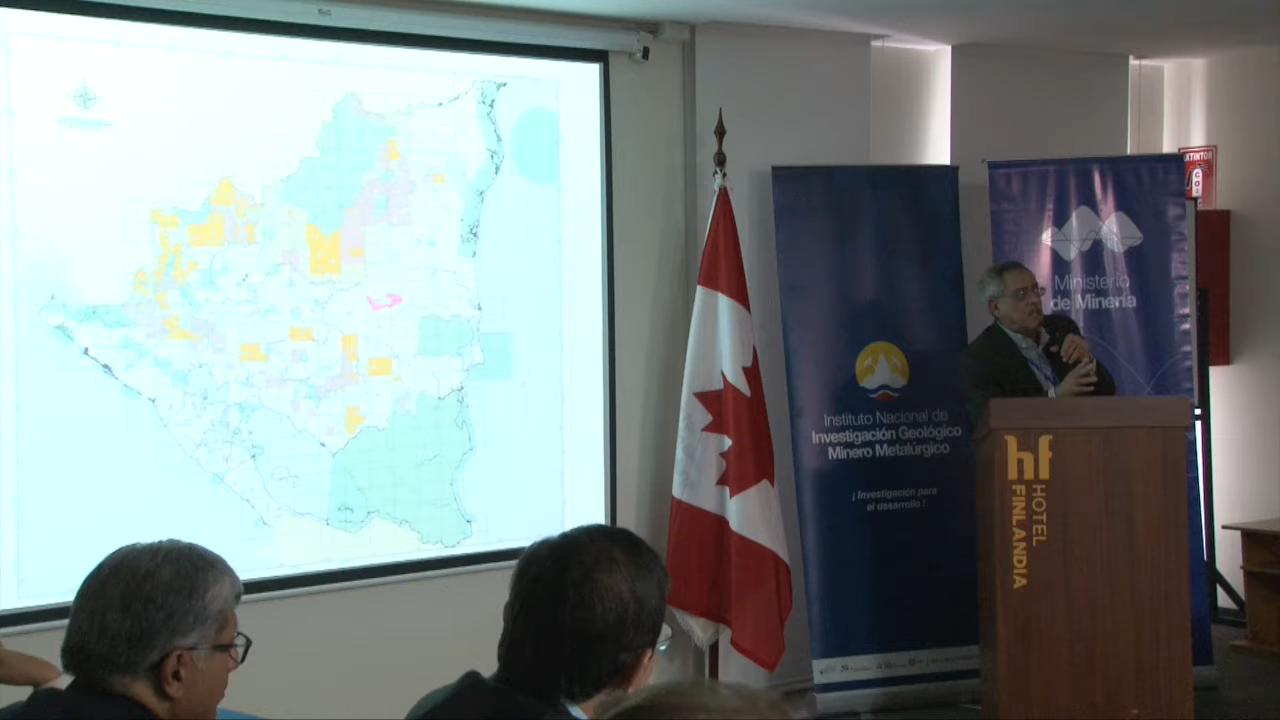 EXTINTOR
CO2
Ministerio
de Minería
Instituto Nacional de
Investigación Geológico
Minero Metalúrgico
¡ Investigación para
el desarrollo !
hf
HOTEL
FINLANDIA